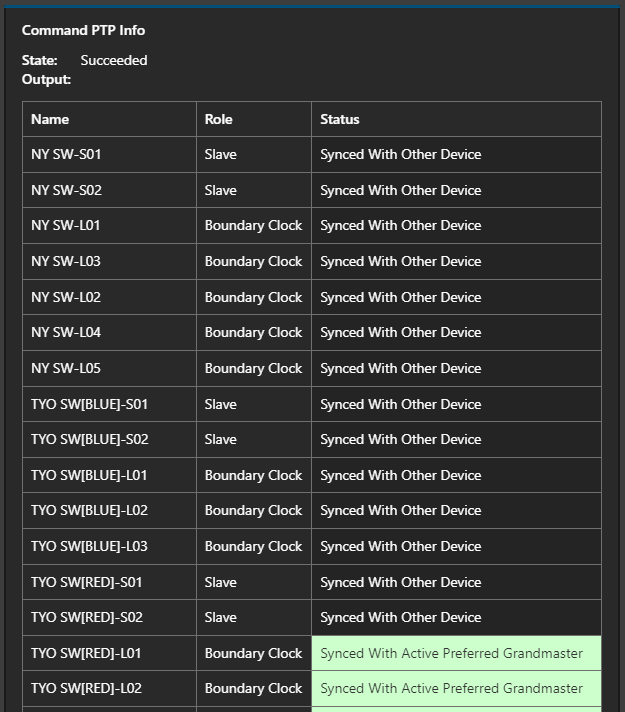 Command PTP Info
State: Succeeded
Output:
Name Role Status
NY SW-S01 Slave Synced With Other Device
NY SW-S02 Slave Synced With Other Device
NY SW-L01 Boundary Clock Synced With Other Device
NY SW-L03 Boundary Clock Synced With Other Device
NY SW-L02 Boundary Clock Synced With Other Device
NY SW-L04 Boundary Clock Synced With Other Device
NY SW-L05 Boundary Clock Synced With Other Device
TYO SW[BLUE]-S01 Slave Synced With Other Device
TYO SW[BLUE]-S02 Slave Synced With Other Device
TYO SW[BLUE]-L01 Boundary Clock Synced With Other Device
TYO SW[BLUE]-L02 Boundary Clock Synced With Other Device
TYO SW[BLUE]-L03 Boundary Clock Synced With Other Device
TYO SW[RED]-S01 Slave Synced With Other Device
TYO SW[RED]-S02 Slave Synced With Other Device
TYO SW[RED]-L01 Boundary Clock Synced With Active Preferred Grandmaster
TYO SW[RED]-L02 Boundary Clock Synced With Active Preferred Grandmaster